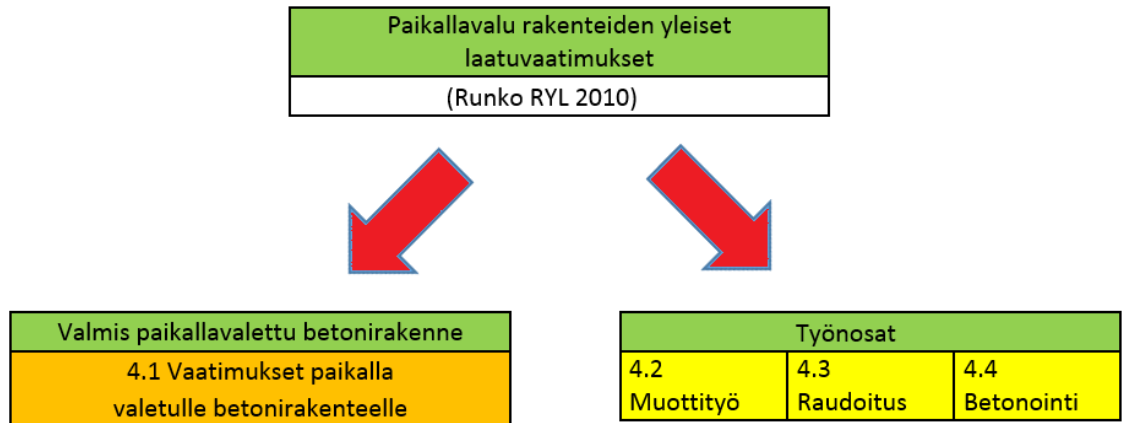 Paikallavalu rakenteiden yleiset
laatuvaatimukset
(Runko RYL 2010)
Valmis paikallavalettu betonirakenne
4.1 Vaatimukset paikalla
valetulle betonirakenteelle
Työnosat
4.2
Muottityö
4.3
Raudoitus
4.4
Betonointi